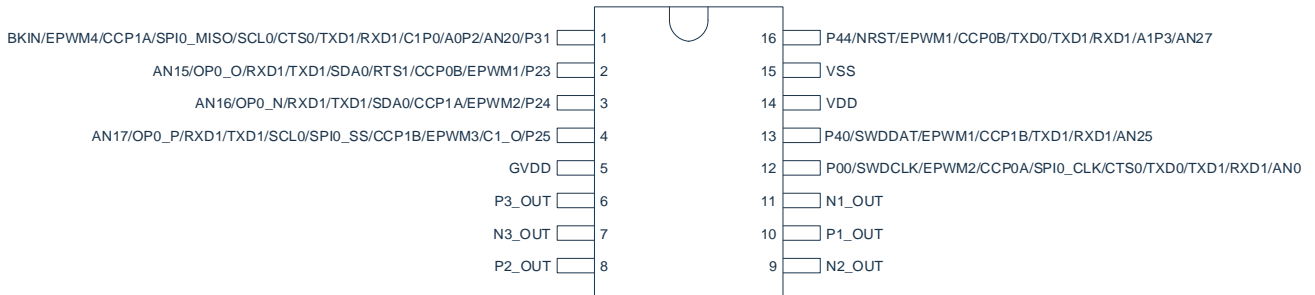 BKIN/EPWM4/CCP1A/SPI0_MISO/SCL0/CTS0/TXD1/RXD1/C1P0/A0P2/AN20/P31 1 16 P44/NRST/EPWM1/CCP0B/TXD0/TXD1/RXD1/A1P3/AN27
AN15/OP0_O/RXD1/TXD1/SDA0/RTS1/CCP0B/EPWM1/P23 2 15 VSS
AN16/OP0_N/RXD1/TXD1/SDA0/CCP1A/EPWM2/P24 3 14 VDD
AN17/OP0_P/RXD1/TXD1/SCL0/SPI0_SS/CCP1B/EPWM3/C1_O/P25 4 13 P40/SWDDAT/EPWM1/CCP1B/TXD1/RXD1/AN25
GVDD 5 12 P00/SWDCLK/EPWM2/CCP0A/SPI0_CLK/CTS0/TXD0/TXD1/RXD1/AN0
P3_OUT 6 11 N1_OUT
N3_OUT 7 10 P1_OUT
P2_OUT 8 9 N2_OUT